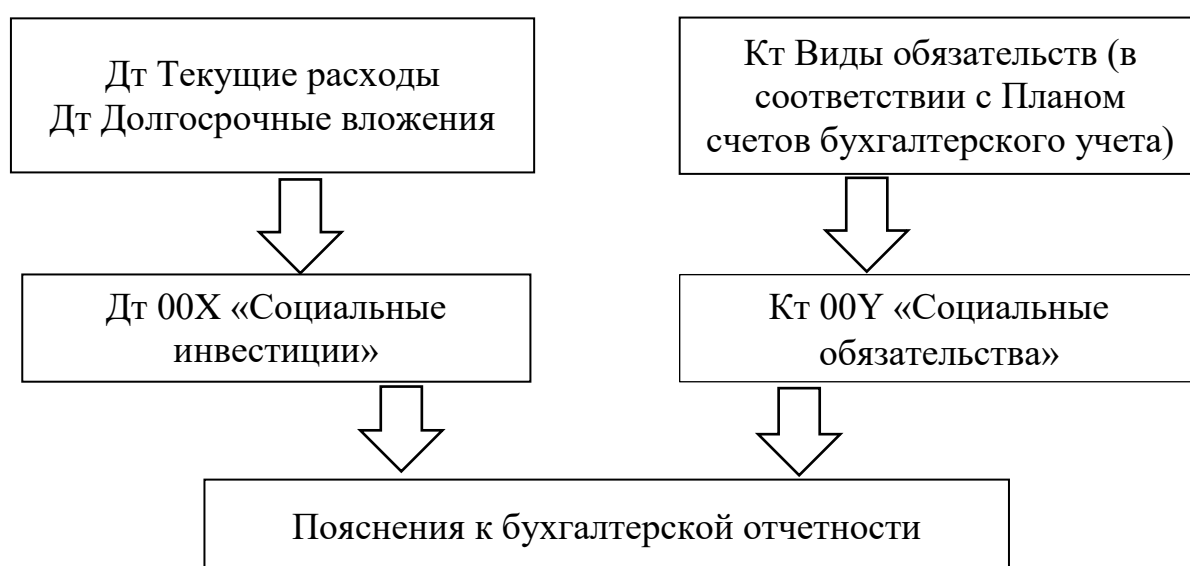 Дт Текущие расходы
Дт Долгосрочные вложения
Кт Виды обязательств (в
соответствии с Планом
счетов бухгалтерского учета)
Дт 00X «Социальные
инвестиции»
Кт 00Y «Социальные
обязательства»
Пояснения к бухгалтерской отчетности